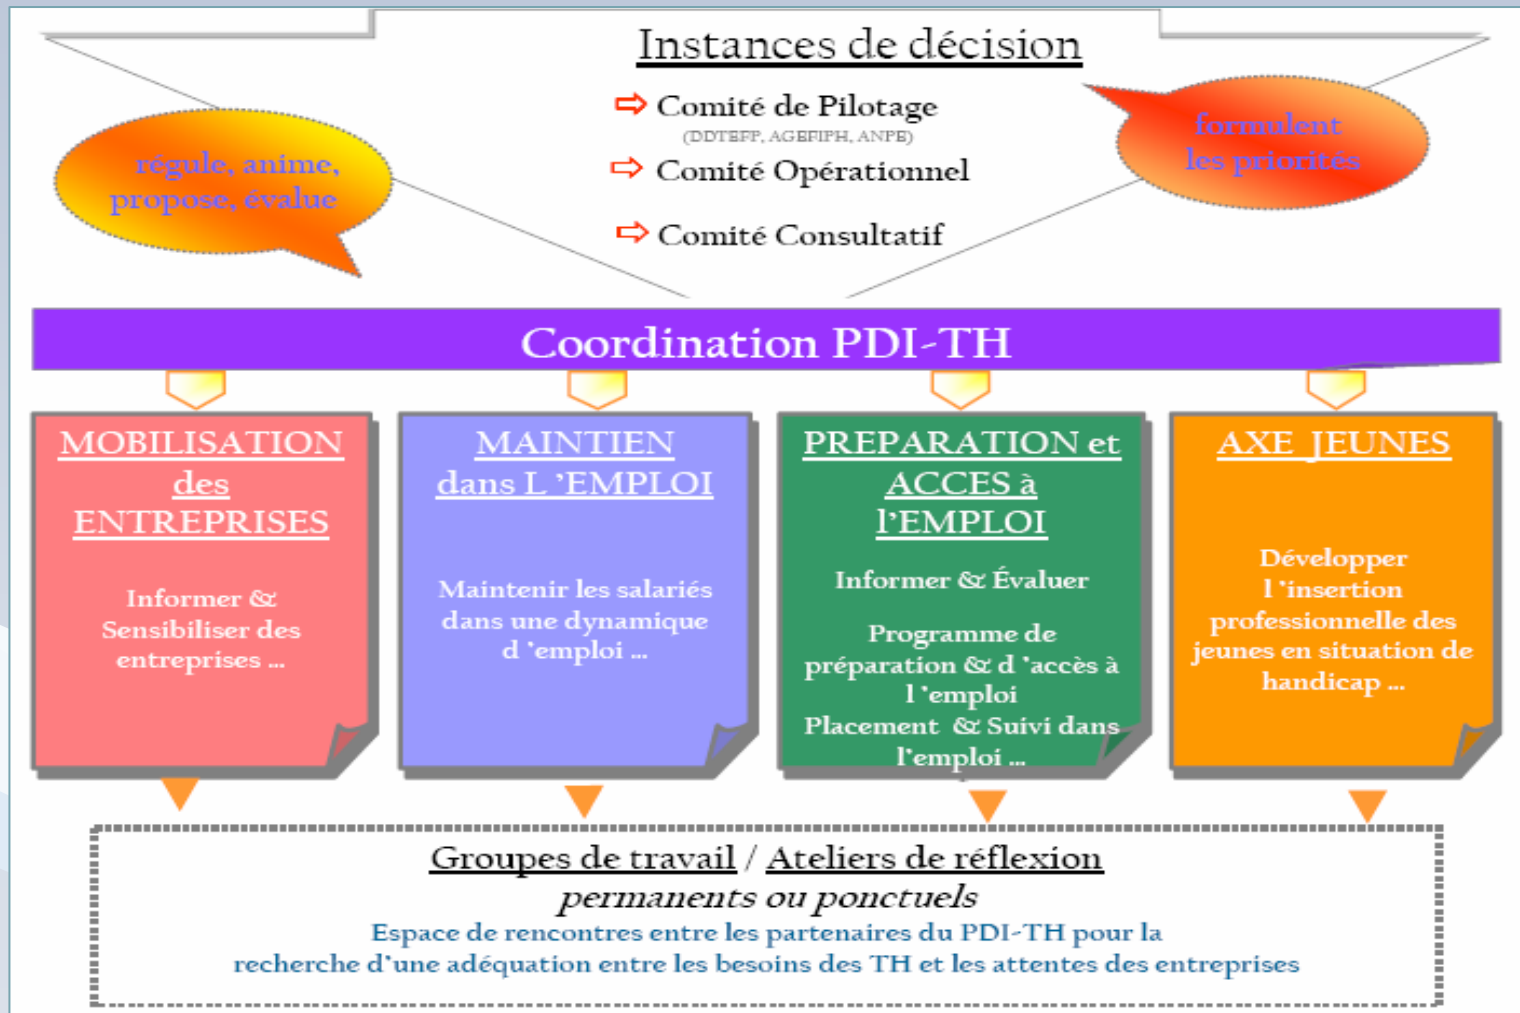 Instances de décision
Comité de Pilotage
(DDTEFP, AGEFIPH, ANPE)
Comité Opérationnel
Comité Consultatif
régule, anime,
propose, évalue
formulent
les priorités
Coordination PDI-TH
MOBILISATION
des
ENTREPRISES
Informer &
Sensibiliser des
entreprises ...
MAINTIEN
dans L ’EMPLOI
Maintenir les salariés
dans une dynamique
d ’emploi ...
PREPARATION et
ACCES à
l’EMPLOI
Informer & Évaluer
Programme de
préparation & d ’accès à
l ’emploi
Placement & Suivi dans
l’emploi ...
AXE JEUNES
Développer
l ’insertion
professionnelle des
jeunes en situation de
handicap ...
Groupes de travail / Ateliers de réflexion
permanents ou ponctuels
Espace de rencontres entre les partenaires du PDI-TH pour la
recherche d’une adéquation entre les besoins des TH et les attentes des entreprises